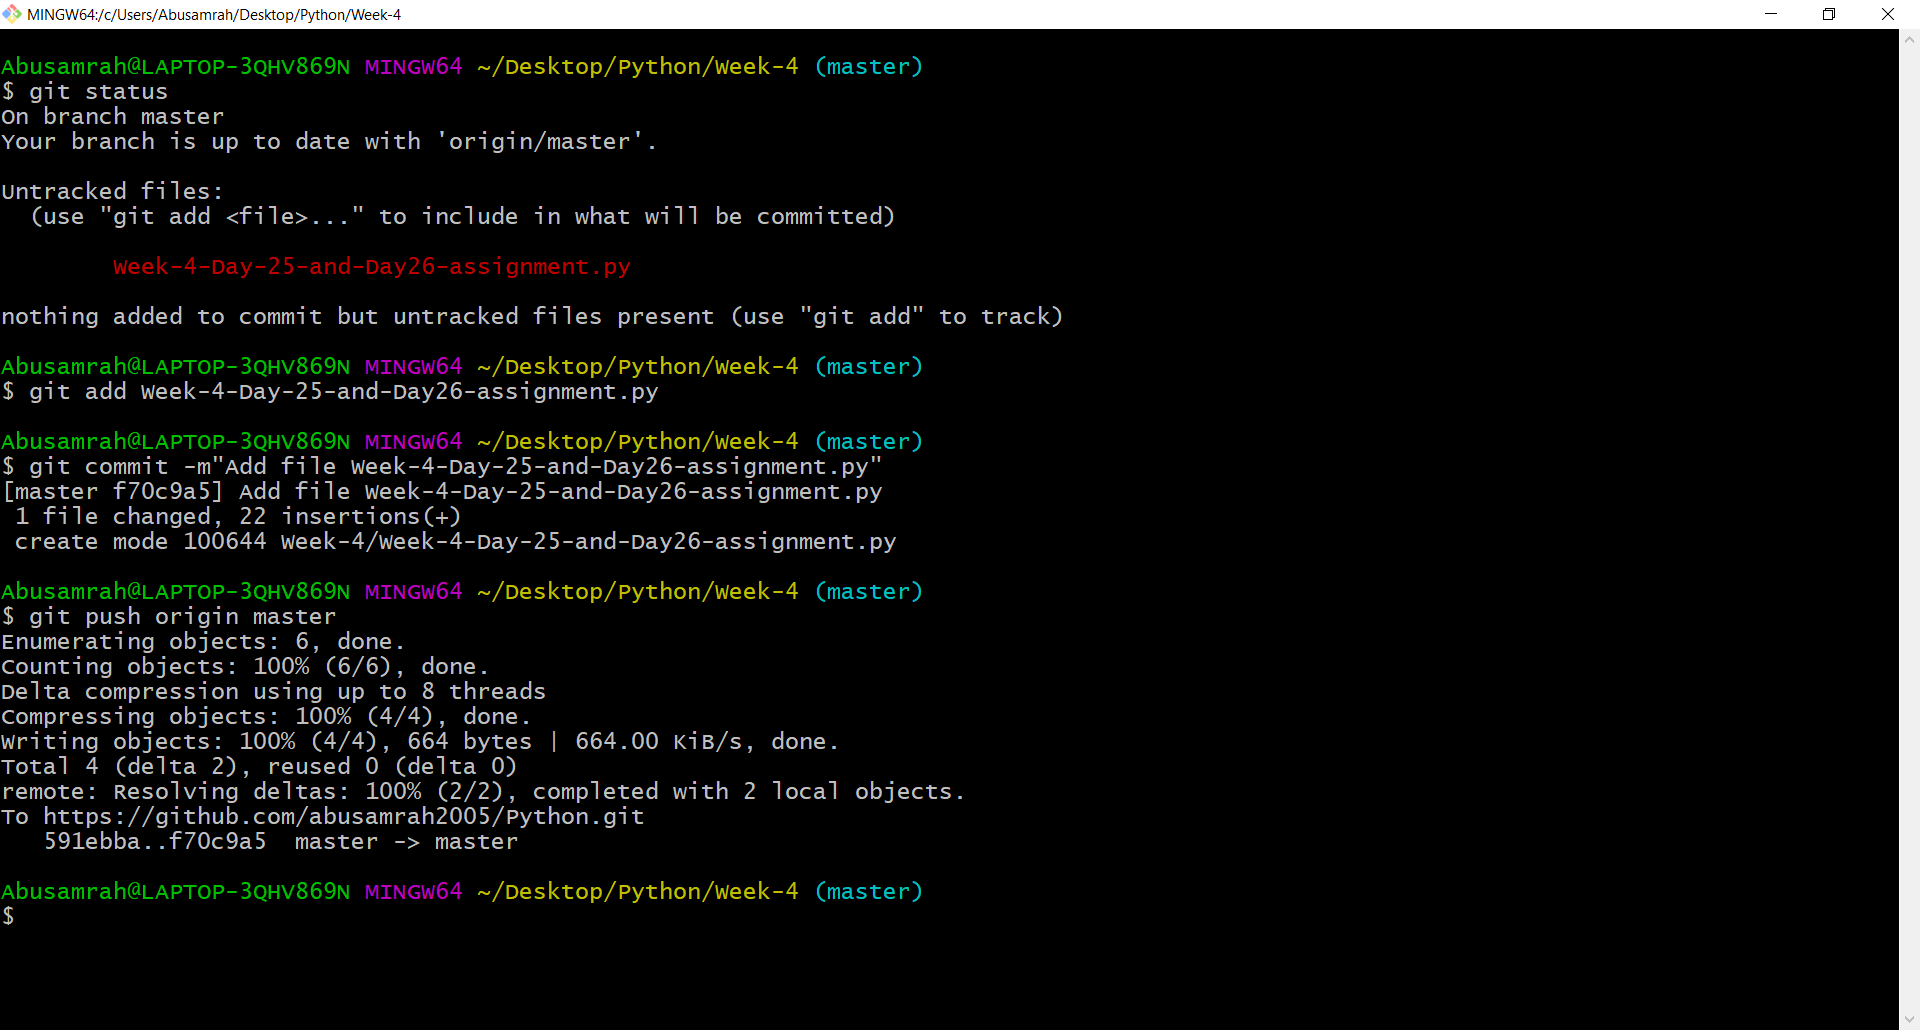 MINGW64:/c/Users/Abusamrah/Desktop/Python/Week-4
Abusamrah@LAPTOP-3QHV869N MINGW64 ~/Desktop/Python/Week-4 (master)
$ git status
On branch master
Your branch is up to date with 'origin/master'.
Untracked files:
  (use "git add <file>..." to include in what will be committed)
        Week-4-Day-25-and-Day26-assignment.py
nothing added to commit but untracked files present (use "git add" to track)
Abusamrah@LAPTOP-3QHV869N MINGW64 ~/Desktop/Python/Week-4 (master)
$ git add Week-4-Day-25-and-Day26-assignment.py
Abusamrah@LAPTOP-3QHV869N MINGW64 ~/Desktop/Python/Week-4 (master)
$ git commit -m"Add file Week-4-Day-25-and-Day26-assignment.py"
[master f70c9a5] Add file Week-4-Day-25-and-Day26-assignment.py
 1 file changed, 22 insertions(+)
 create mode 100644 Week-4/Week-4-Day-25-and-Day26-assignment.py
Abusamrah@LAPTOP-3QHV869N MINGW64 ~/Desktop/Python/Week-4 (master)
$ git push origin master
Enumerating objects: 6, done.
Counting objects: 100% (6/6), done.
Delta compression using up to 8 threads
Compressing objects: 100% (4/4), done.
Writing objects: 100% (4/4), 664 bytes | 664.00 KiB/s, done.
Total 4 (delta 2), reused 0 (delta 0)
remote: Resolving deltas: 100% (2/2), completed with 2 local objects.
To https://github.com/abusamrah2005/Python.git
   591ebba..f70c9a5  master -> master
Abusamrah@LAPTOP-3QHV869N MINGW64 ~/Desktop/Python/Week-4 (master)
$